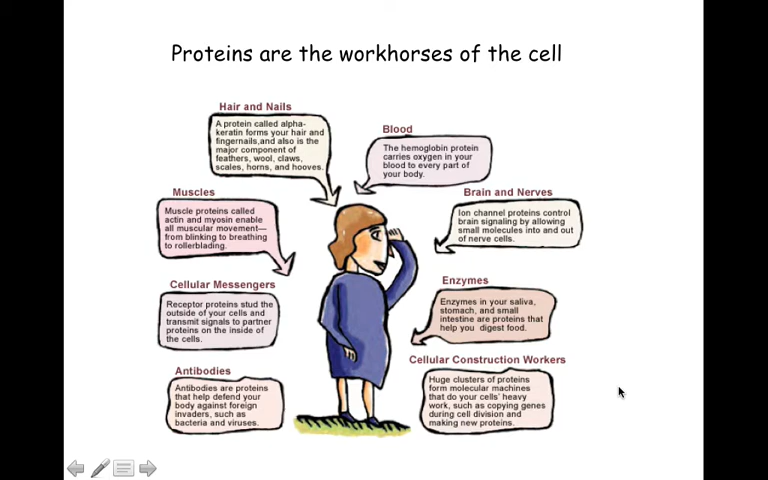 Proteins are the workhorses of the cell
Hair and Nails
A protein called alpha-
keratin forms your hair and
fingernails,and also is the
major component of
feathers, wool, claws,
scales, horns, and hooves.
Blood
The hemoglobin protein
carries oxygen in your
blood to every part of
your body.
Muscles
Muscle proteins called
actin and myosin enable
all muscular movement—
from blinking to breathing
to rollerblading.
Brain and Nerves
Ion channel proteins control
brain signaling by allowing
small molecules into and out
of nerve cells.
Cellular Messengers
Receptor proteins stud the
outside of your cells and
transmit signals to partner
proteins on the inside of
the cells.
Enzymes
Enzymes in your saliva,
stomach, and small
intestine are proteins that
help you digest food.
Antibodies
Antibodies are proteins
that help defend your
body against foreign
invaders, such as
bacteria and viruses.
Cellular Construction Workers
Huge clusters of proteins
form molecular machines
that do your cells' heavy
work, such as copying genes
during cell division and
making new proteins.